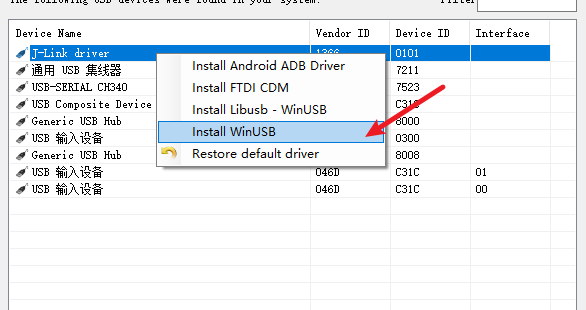 The following USB devices were found in your system. Filter
Device Name Vendor ID Device ID Interface
J-Link driver 1366 0101
通用 USB 集线器 7211
USB-SERIAL CH340 7523
USB Composite Device C31C
Generic USB Hub 8000
USB 输入设备 0300
Generic USB Hub 8008
USB 输入设备 046D C31C 01
USB 输入设备 046D C31C 00
Install Android ADB Driver
Install FTDI CDM
Install Libusb - WinUSB
Install WinUSB
Restore default driver